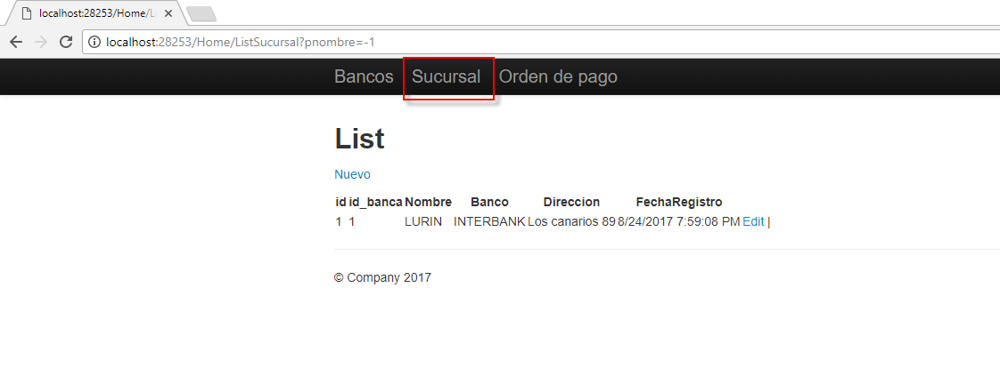 localhost:28253/Home/Li
localhost:28253/Home/ListSucursal?pnombre=-1
Bancos Sucursal Orden de pago
List
Nuevo
id id_banca Nombre Banco Direccion FechaRegistro
1 1 LURIN INTERBANK Los canarios 89 8/24/2017 7:59:08 PM Edit |
© Company 2017